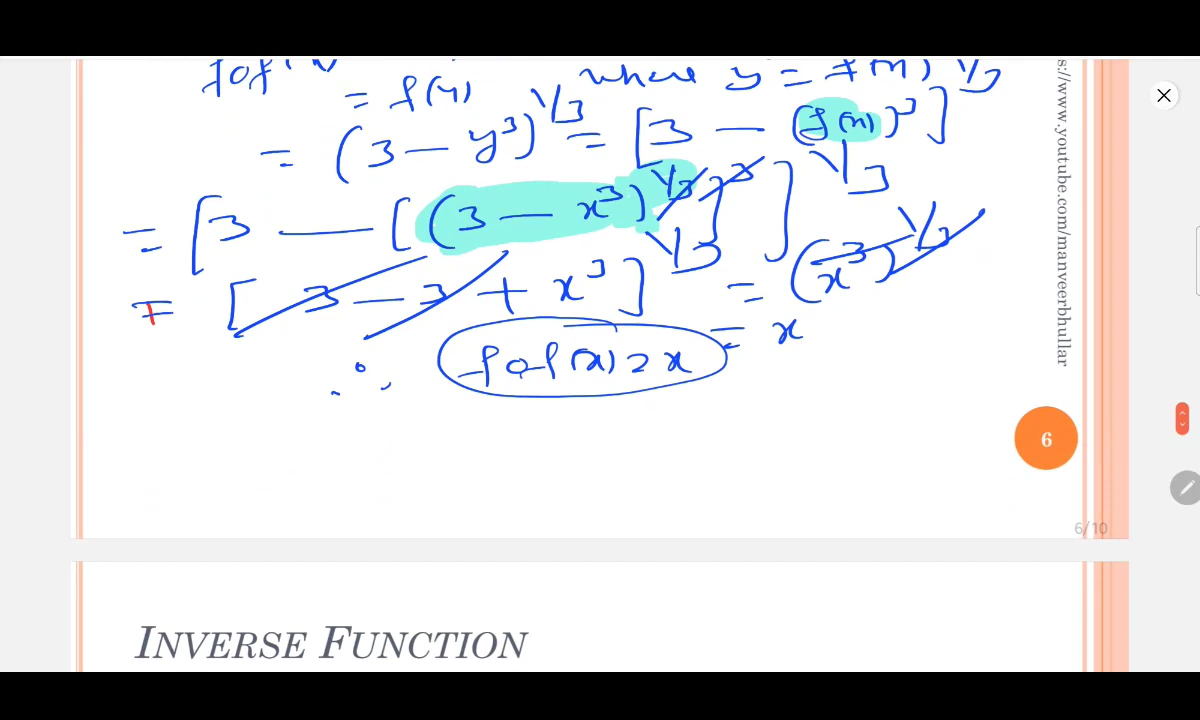 fof(x)
= f(y) where y = f(x)
= (3 - y³)^1/3 = [3 - (f(x))³]^1/3
= [3 - [(3 - x³)^1/3]³]^1/3
= [3 - 3 + x³]^1/3 = (x³)^1/3
= x
∴ fof(x) = x
6
6/10
INVERSE FUNCTION
s://www.youtube.com/manveerbhullar